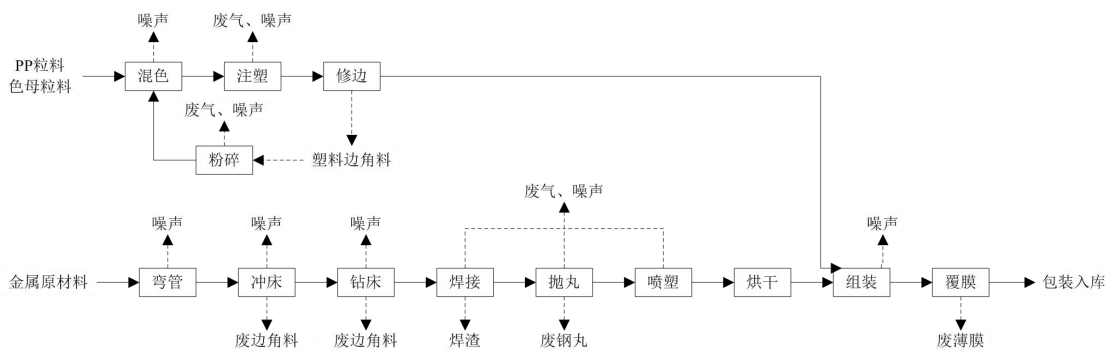 噪声
废气、噪声
PP粒料
色母粒料
混色
注塑
修边
废气、噪声
粉碎
塑料边角料
废气、噪声
噪声
噪声
噪声
噪声
金属原材料
弯管
冲床
钻床
焊接
抛丸
喷塑
烘干
组装
覆膜
包装入库
废边角料
废边角料
焊渣
废钢丸
废薄膜